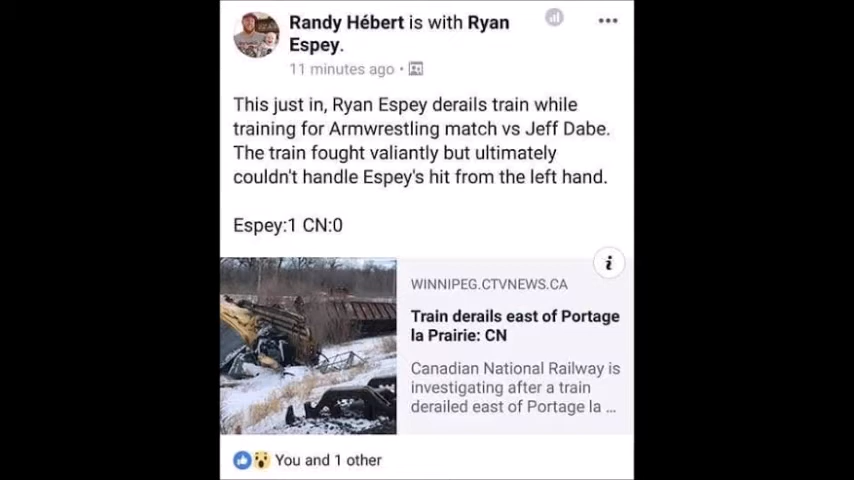 Randy Hébert is with Ryan
Espey.
11 minutes ago ·
This just in, Ryan Espey derails train while
training for Armwrestling match vs Jeff Dabe.
The train fought valiantly but ultimately
couldn't handle Espey's hit from the left hand.
Espey:1 CN:0
i
WINNIPEG.CTVNEWS.CA
Train derails east of Portage
la Prairie: CN
Canadian National Railway is
investigating after a train
derailed east of Portage la ...
You and 1 other